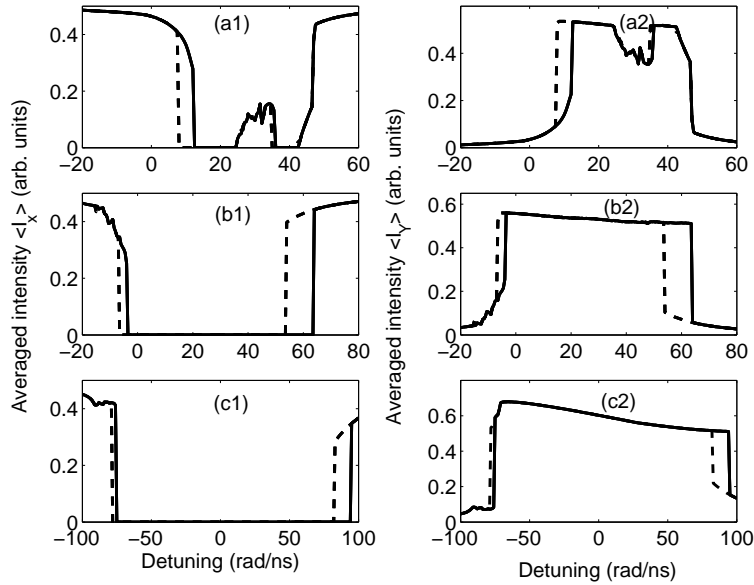 (a1)
0.4
0.2
0
−20 0 20 40 60
(a2)
0.4
0.2
0
−20 0 20 40 60
(b1)
0.4
0.2
0
−20 0 20 40 60 80
(b2)
0.6
0.4
0.2
0
−20 0 20 40 60 80
(c1)
0.4
0.2
0
−100 −50 0 50 100
(c2)
0.6
0.4
0.2
0
−100 −50 0 50 100
Averaged intensity <I_X> (arb. units)
Averaged intensity <I_Y> (arb. units)
Detuning (rad/ns)
Detuning (rad/ns)